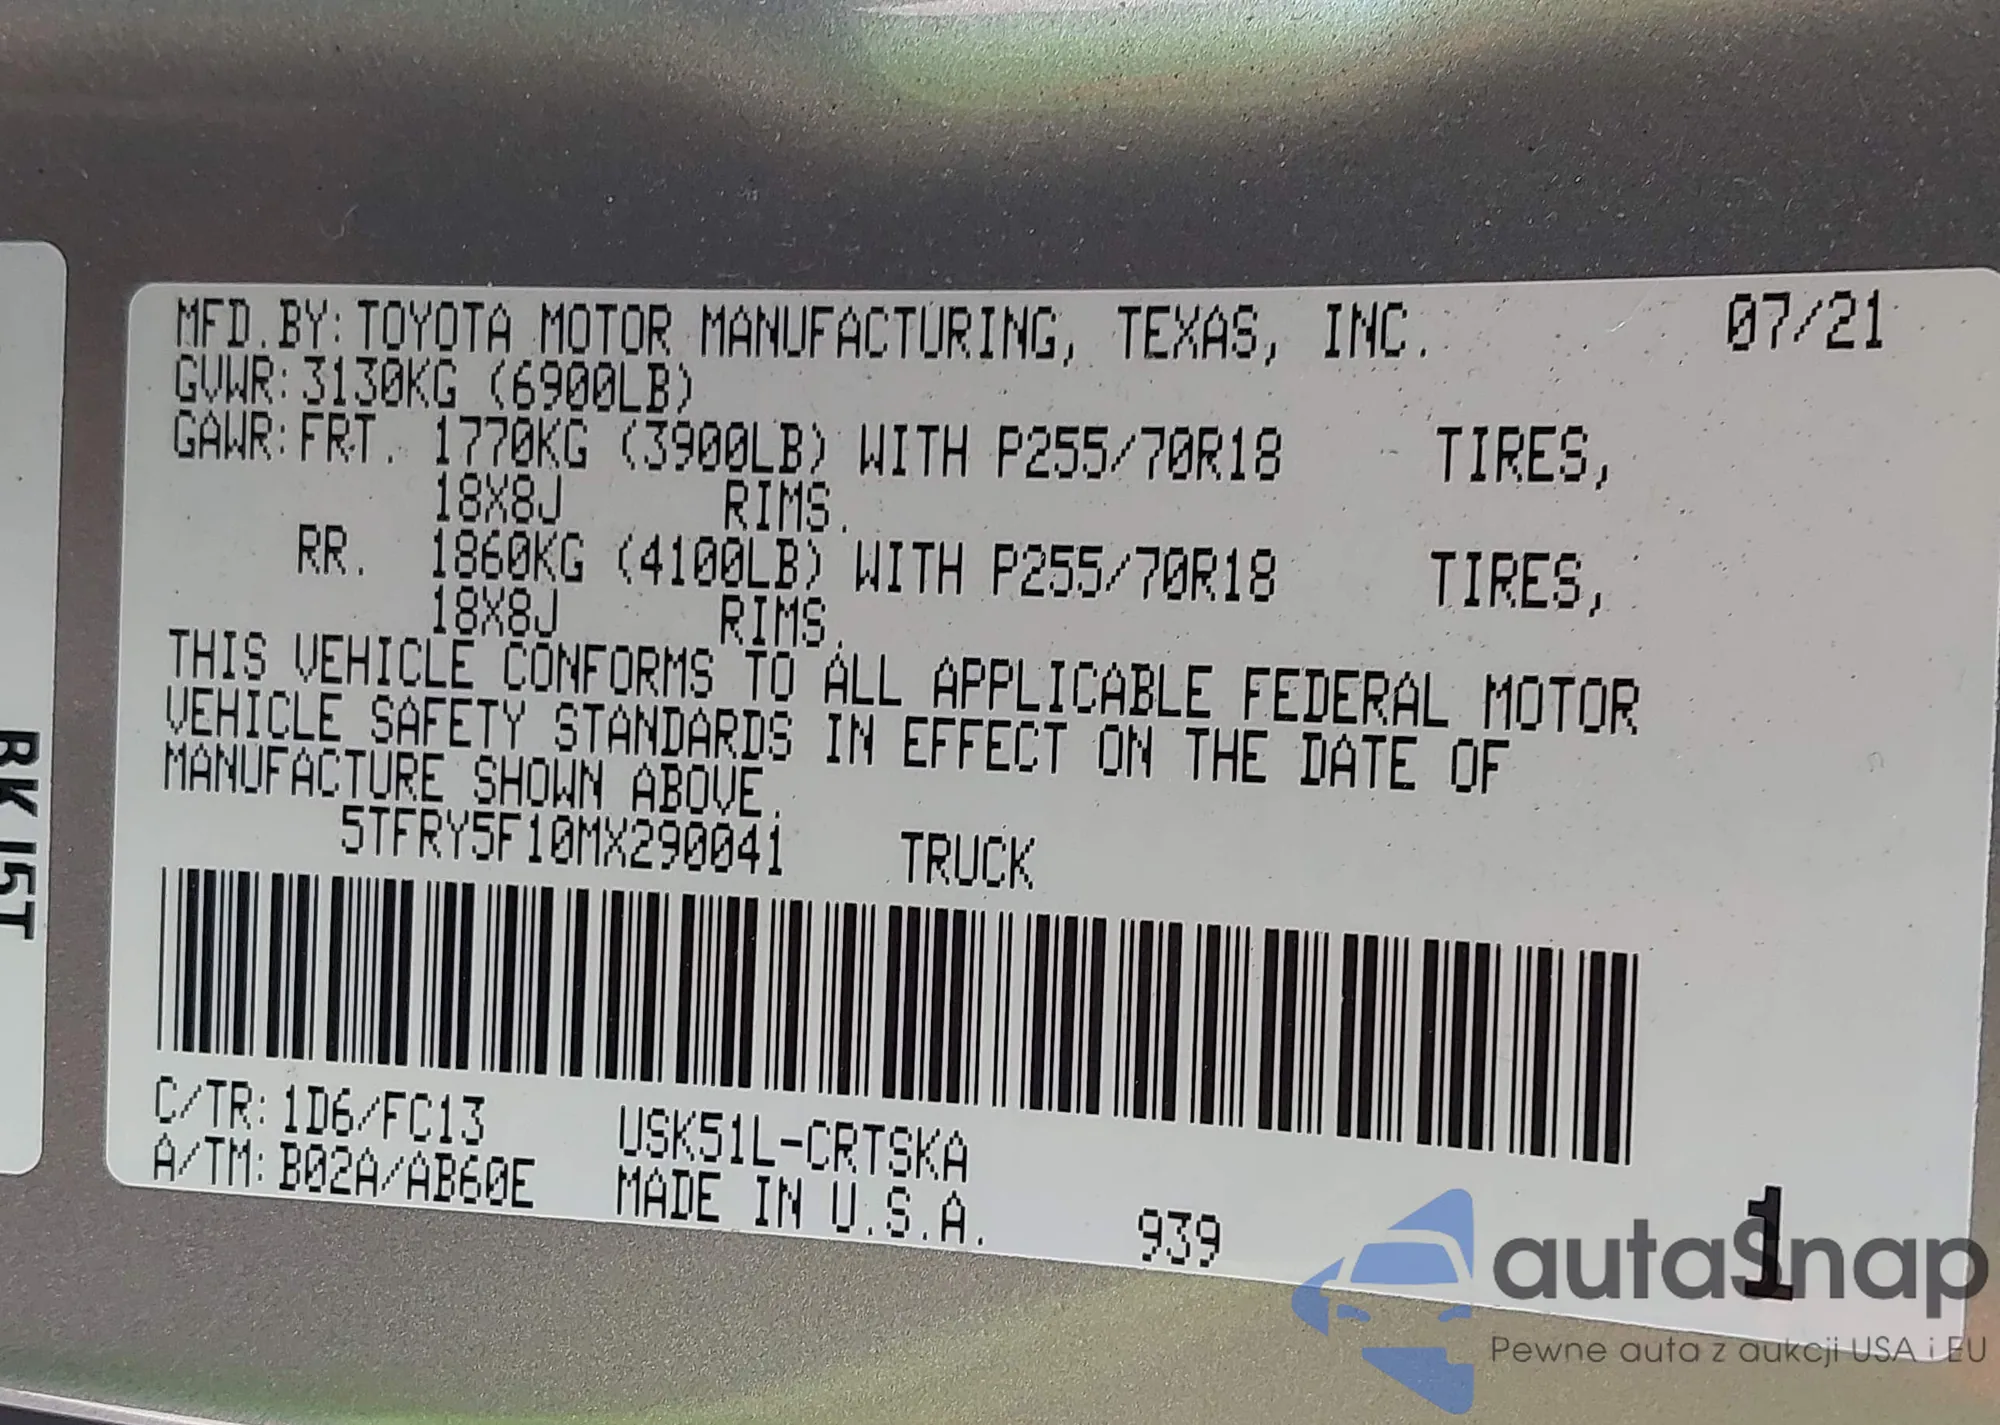 MFD.BY:TOYOTA MOTOR MANUFACTURING, TEXAS, INC. 07/21
GVWR:3130KG (6900LB)
GAWR:FRT. 1770KG (3900LB) WITH P255/70R18 TIRES,
18X8J RIMS.
RR. 1860KG (4100LB) WITH P255/70R18 TIRES,
18X8J RIMS.
THIS VEHICLE CONFORMS TO ALL APPLICABLE FEDERAL MOTOR
VEHICLE SAFETY STANDARDS IN EFFECT ON THE DATE OF
MANUFACTURE SHOWN ABOVE.
5TFRY5F10MX290041 TRUCK
C/TR:1D6/FC13 USK51L-CRTSKA
A/TM:B02A/AB60E MADE IN U.S.A. 939 1
autaSnap
Pewne auta z aukcji USA i EU